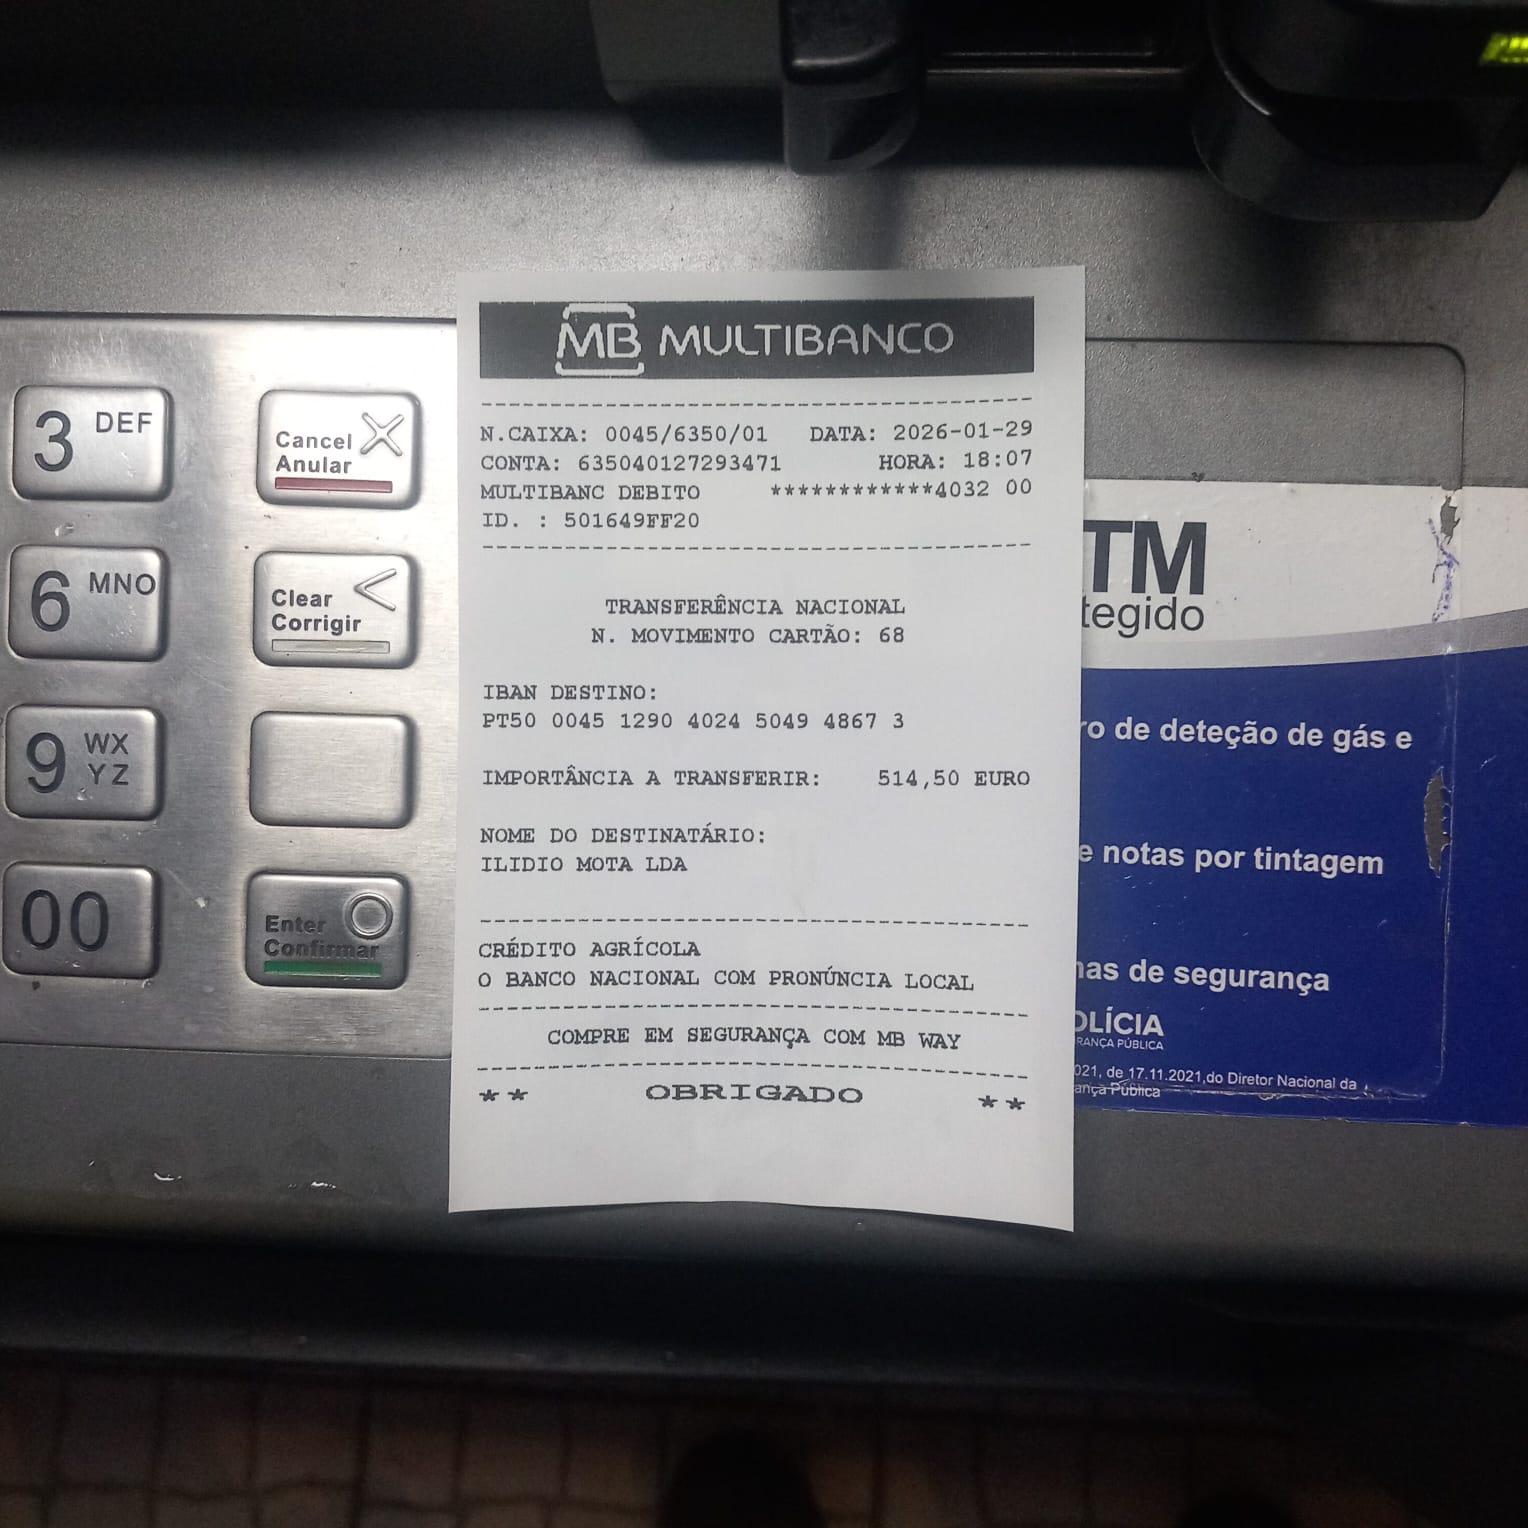 MB MULTIBANCO
N.CAIXA: 0045/6350/01 DATA: 2026-01-29
CONTA: 635040127293471 HORA: 18:07
MULTIBANC DEBITO ************4032 00
ID. : 501649FF20
TRANSFERÊNCIA NACIONAL
N. MOVIMENTO CARTÃO: 68
IBAN DESTINO:
PT50 0045 1290 4024 5049 4867 3
IMPORTÂNCIA A TRANSFERIR: 514,50 EURO
NOME DO DESTINATÁRIO:
ILIDIO MOTA LDA
CRÉDITO AGRÍCOLA
O BANCO NACIONAL COM PRONÚNCIA LOCAL
COMPRE EM SEGURANÇA COM MB WAY
** OBRIGADO **
3 DEF
Cancel
Anular
6 MNO
Clear
Corrigir
9 WX
YZ
00
Enter
Confirmar
TM
tegido
ro de deteção de gás e
e notas por tintagem
as de segurança
OLÍCIA
RANÇA PÚBLICA
021, de 17.11.2021,do Diretor Nacional da
ança Pública